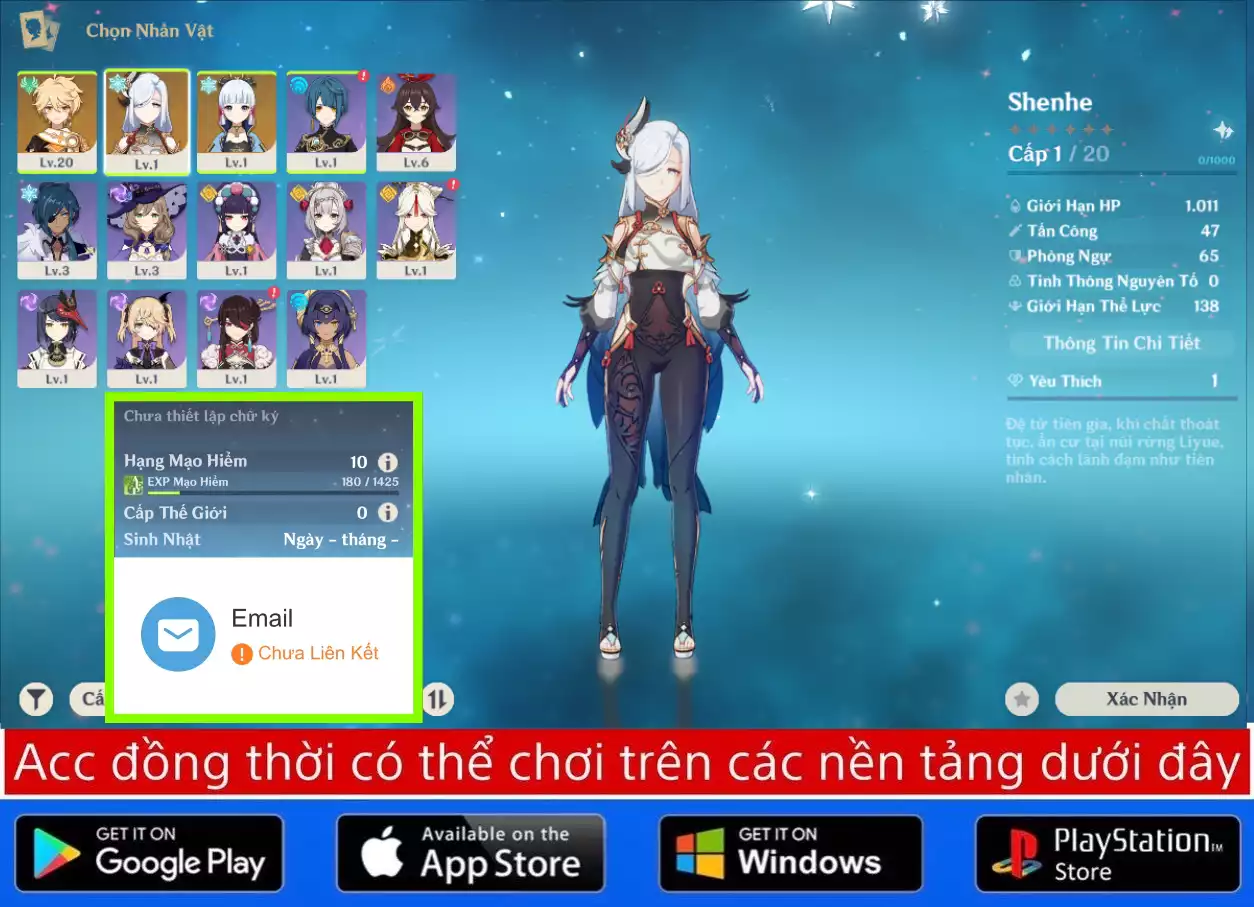 Chọn Nhân Vật
Lv.20
Lv.1
Lv.1
Lv.1
Lv.6
Lv.3
Lv.3
Lv.1
Lv.1
Lv.1
Lv.1
Lv.1
Lv.1
Lv.1
Chưa thiết lập chữ ký
Hạng Mạo Hiểm 10
EXP Mạo Hiểm 180 / 1425
Cấp Thế Giới 0
Sinh Nhật Ngày - tháng -
Email
Chưa Liên Kết
Cấ
Shenhe
Cấp 1 / 20
0/1000
Giới Hạn HP 1.011
Tấn Công 47
Phòng Ngự 65
Tinh Thông Nguyên Tố 0
Giới Hạn Thể Lực 138
Thông Tin Chi Tiết
Yêu Thích 1
Đệ tử tiên gia, khí chất thoát
tục, ẩn cư tại núi rừng Liyue,
tính cách lãnh đạm như tiên
nhân.
Xác Nhận
Acc đồng thời có thể chơi trên các nền tảng dưới đây
GET IT ON
Google Play
Available on the
App Store
GET IT ON
Windows
PlayStation™
Store